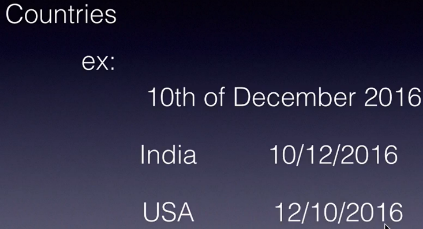 Countries
ex:
10th of December 2016
India 10/12/2016
USA 12/10/2016